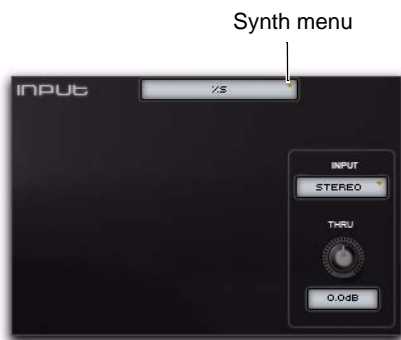 Synth menu
INPUT
%S
INPUT
STEREO
THRU
0.0dB